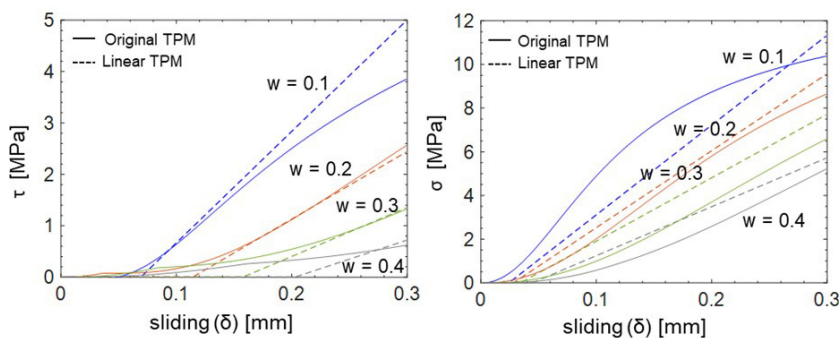 5
4
3
2
1
0
τ [MPa]
Original TPM
Linear TPM
w = 0.1
w = 0.2
w = 0.3
w = 0.4
0
0.1
0.2
0.3
sliding (δ) [mm]
12
10
8
6
4
2
0
σ [MPa]
Original TPM
Linear TPM
w = 0.1
w = 0.2
w = 0.3
w = 0.4
0
0.1
0.2
0.3
sliding (δ) [mm]